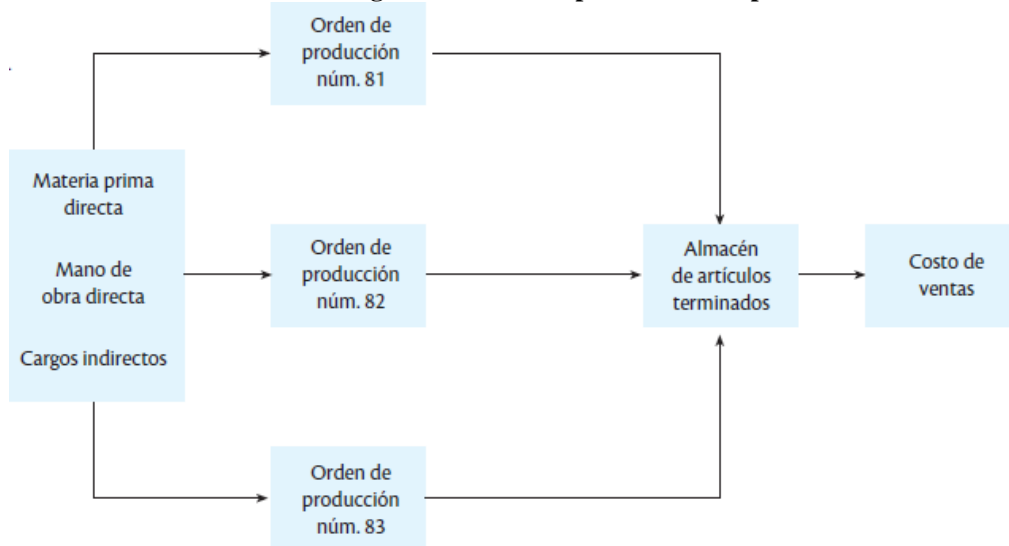 Orden de
producción
núm. 81
Materia prima
directa
Mano de
obra directa
Cargos indirectos
Orden de
producción
núm. 82
Almacén
de artículos
terminados
Costo de
ventas
Orden de
producción
núm. 83